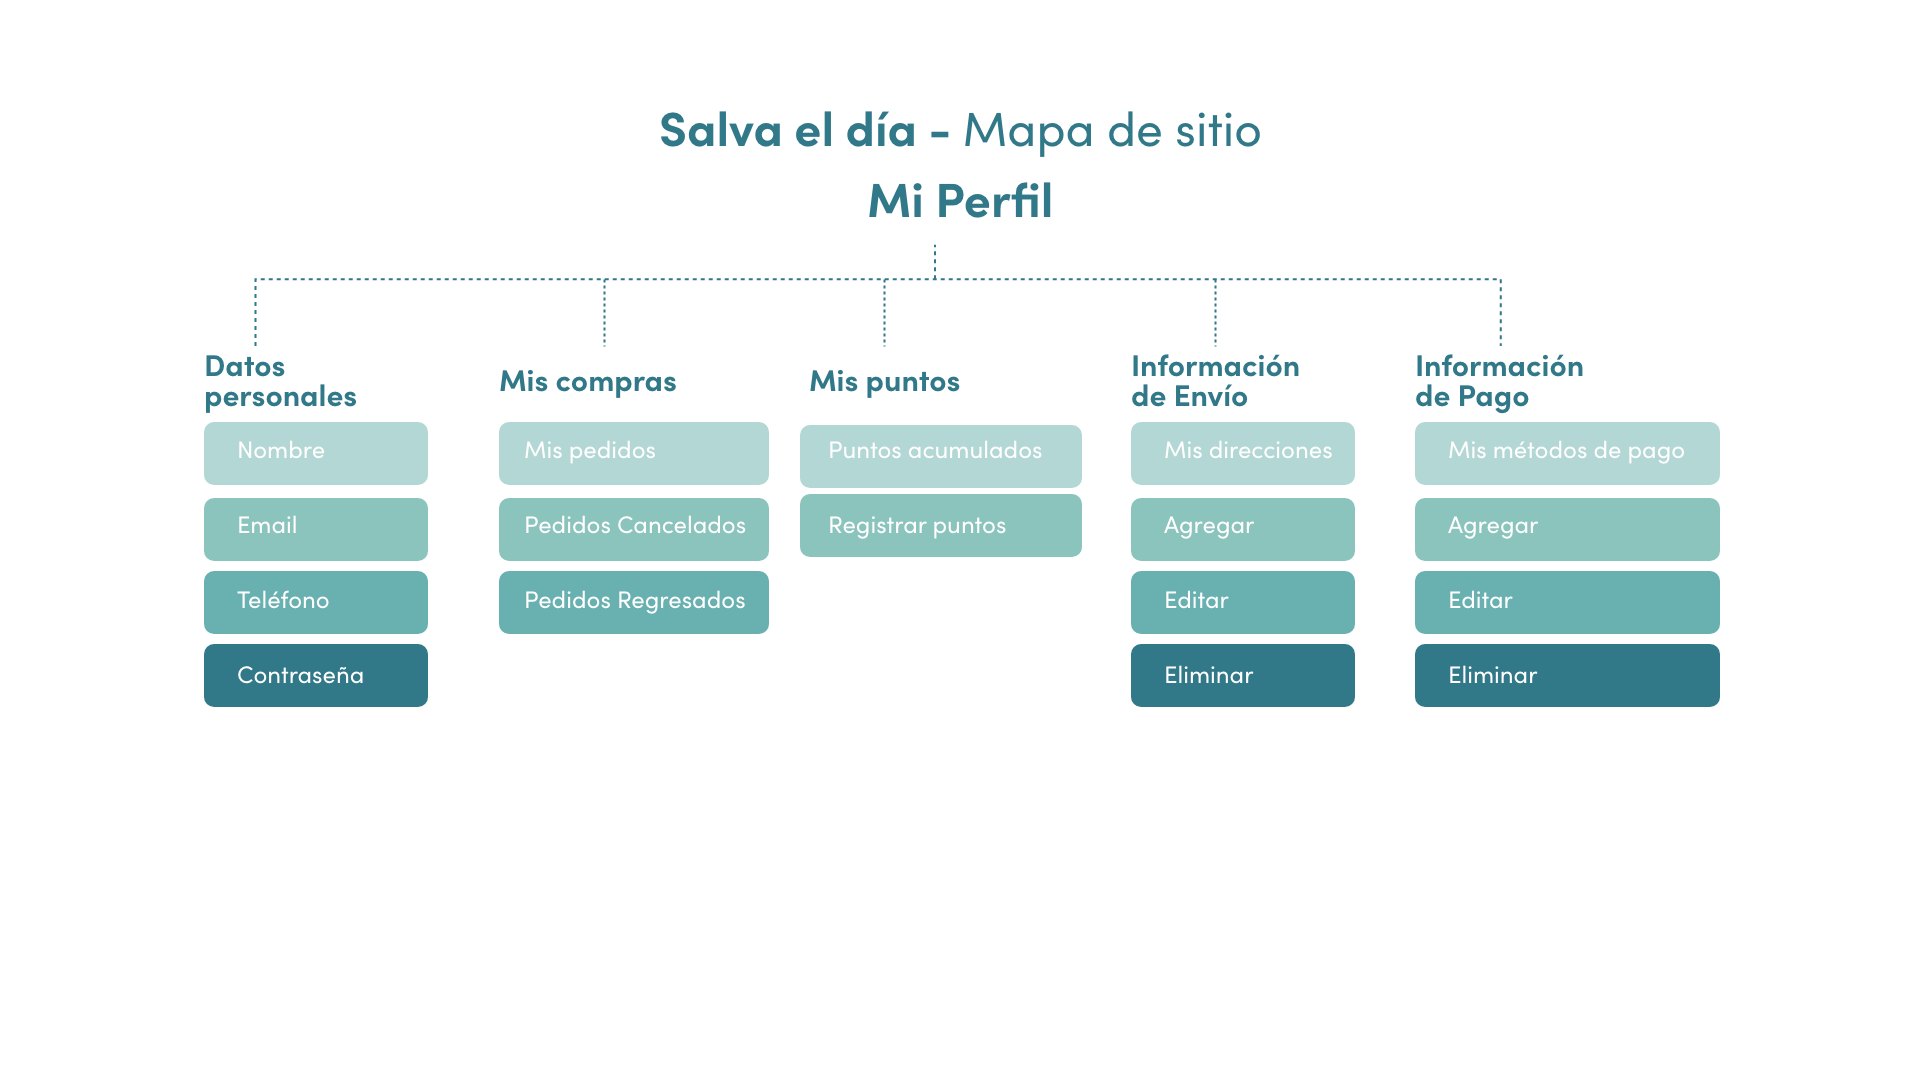 Salva el día - Mapa de sitio
Mi Perfil
Datos
personales
Nombre
Email
Teléfono
Contraseña
Mis compras
Mis pedidos
Pedidos Cancelados
Pedidos Regresados
Mis puntos
Puntos acumulados
Registrar puntos
Información
de Envío
Mis direcciones
Agregar
Editar
Eliminar
Información
de Pago
Mis métodos de pago
Agregar
Editar
Eliminar